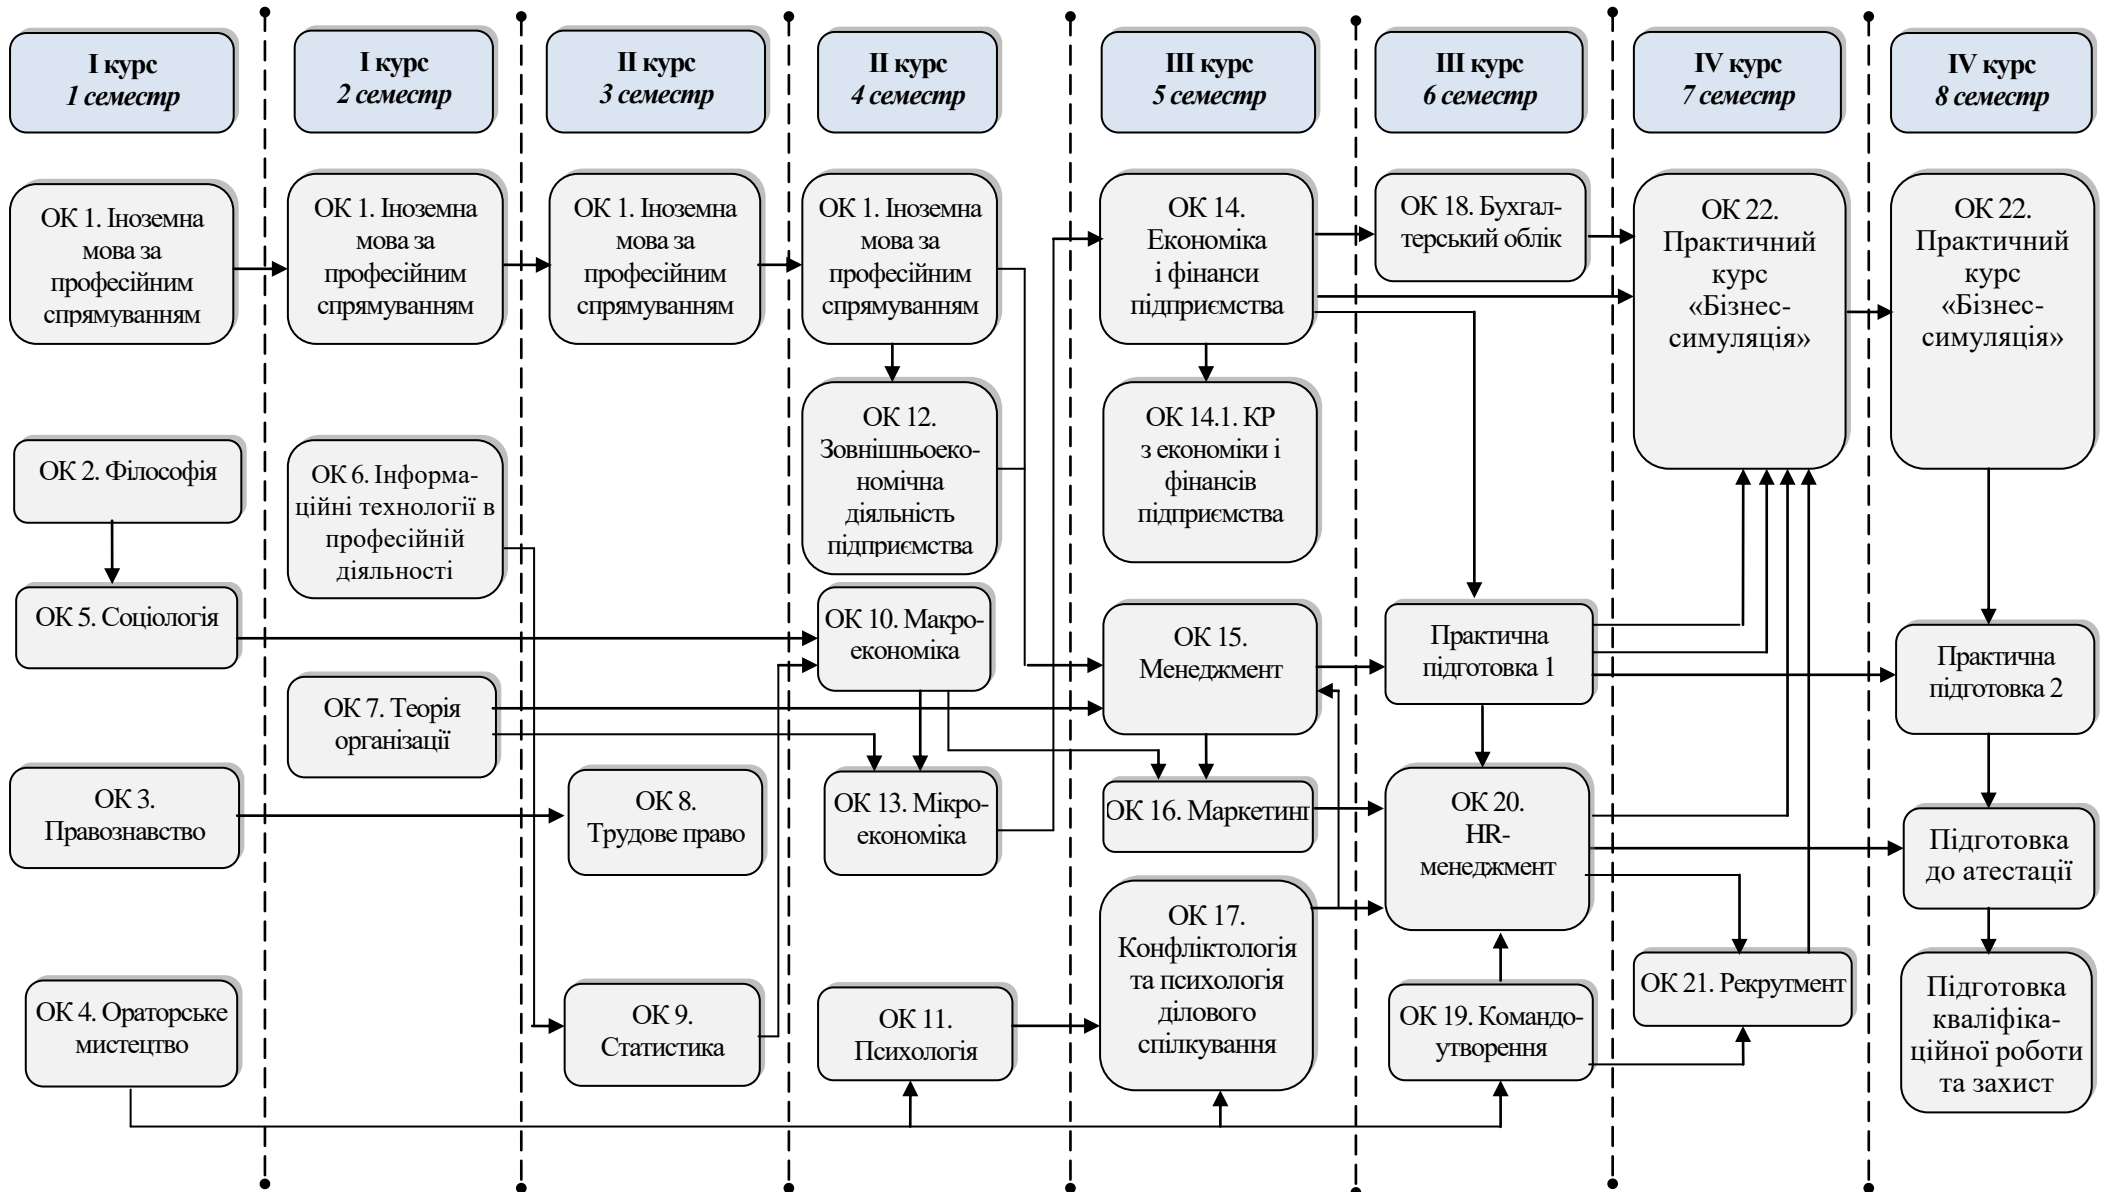 I курс
1 семестр
I курс
2 семестр
II курс
3 семестр
II курс
4 семестр
III курс
5 семестр
III курс
6 семестр
IV курс
7 семестр
IV курс
8 семестр
ОК 1. Іноземна
мова за
професійним
спрямуванням
ОК 2. Філософія
ОК 5. Соціологія
ОК 3.
Правознавство
ОК 4. Ораторське
мистецтво
ОК 1. Іноземна
мова за
професійним
спрямуванням
ОК 6. Інформа-
ційні технології в
професійній
діяльності
ОК 7. Теорія
організації
ОК 1. Іноземна
мова за
професійним
спрямуванням
ОК 8.
Трудове право
ОК 9.
Статистика
ОК 1. Іноземна
мова за
професійним
спрямуванням
ОК 12.
Зовнішньоеко-
номічна
діяльність
підприємства
ОК 10. Макро-
економіка
ОК 13. Мікро-
економіка
ОК 11.
Психологія
ОК 14.
Економіка
і фінанси
підприємства
ОК 14.1. КР
з економіки і
фінансів
підприємства
ОК 15.
Менеджмент
ОК 16. Маркетинг
ОК 17.
Конфліктологія
та психологія
ділового
спілкування
ОК 18. Бухгал-
терський облік
Практична
підготовка 1
ОК 20.
HR-
менеджмент
ОК 19. Командо-
утворення
ОК 22.
Практичний
курс
«Бізнес-
симуляція»
ОК 21. Рекрутмент
ОК 22.
Практичний
курс
«Бізнес-
симуляція»
Практична
підготовка 2
Підготовка
до атестації
Підготовка
кваліфіка-
ційної роботи
та захист